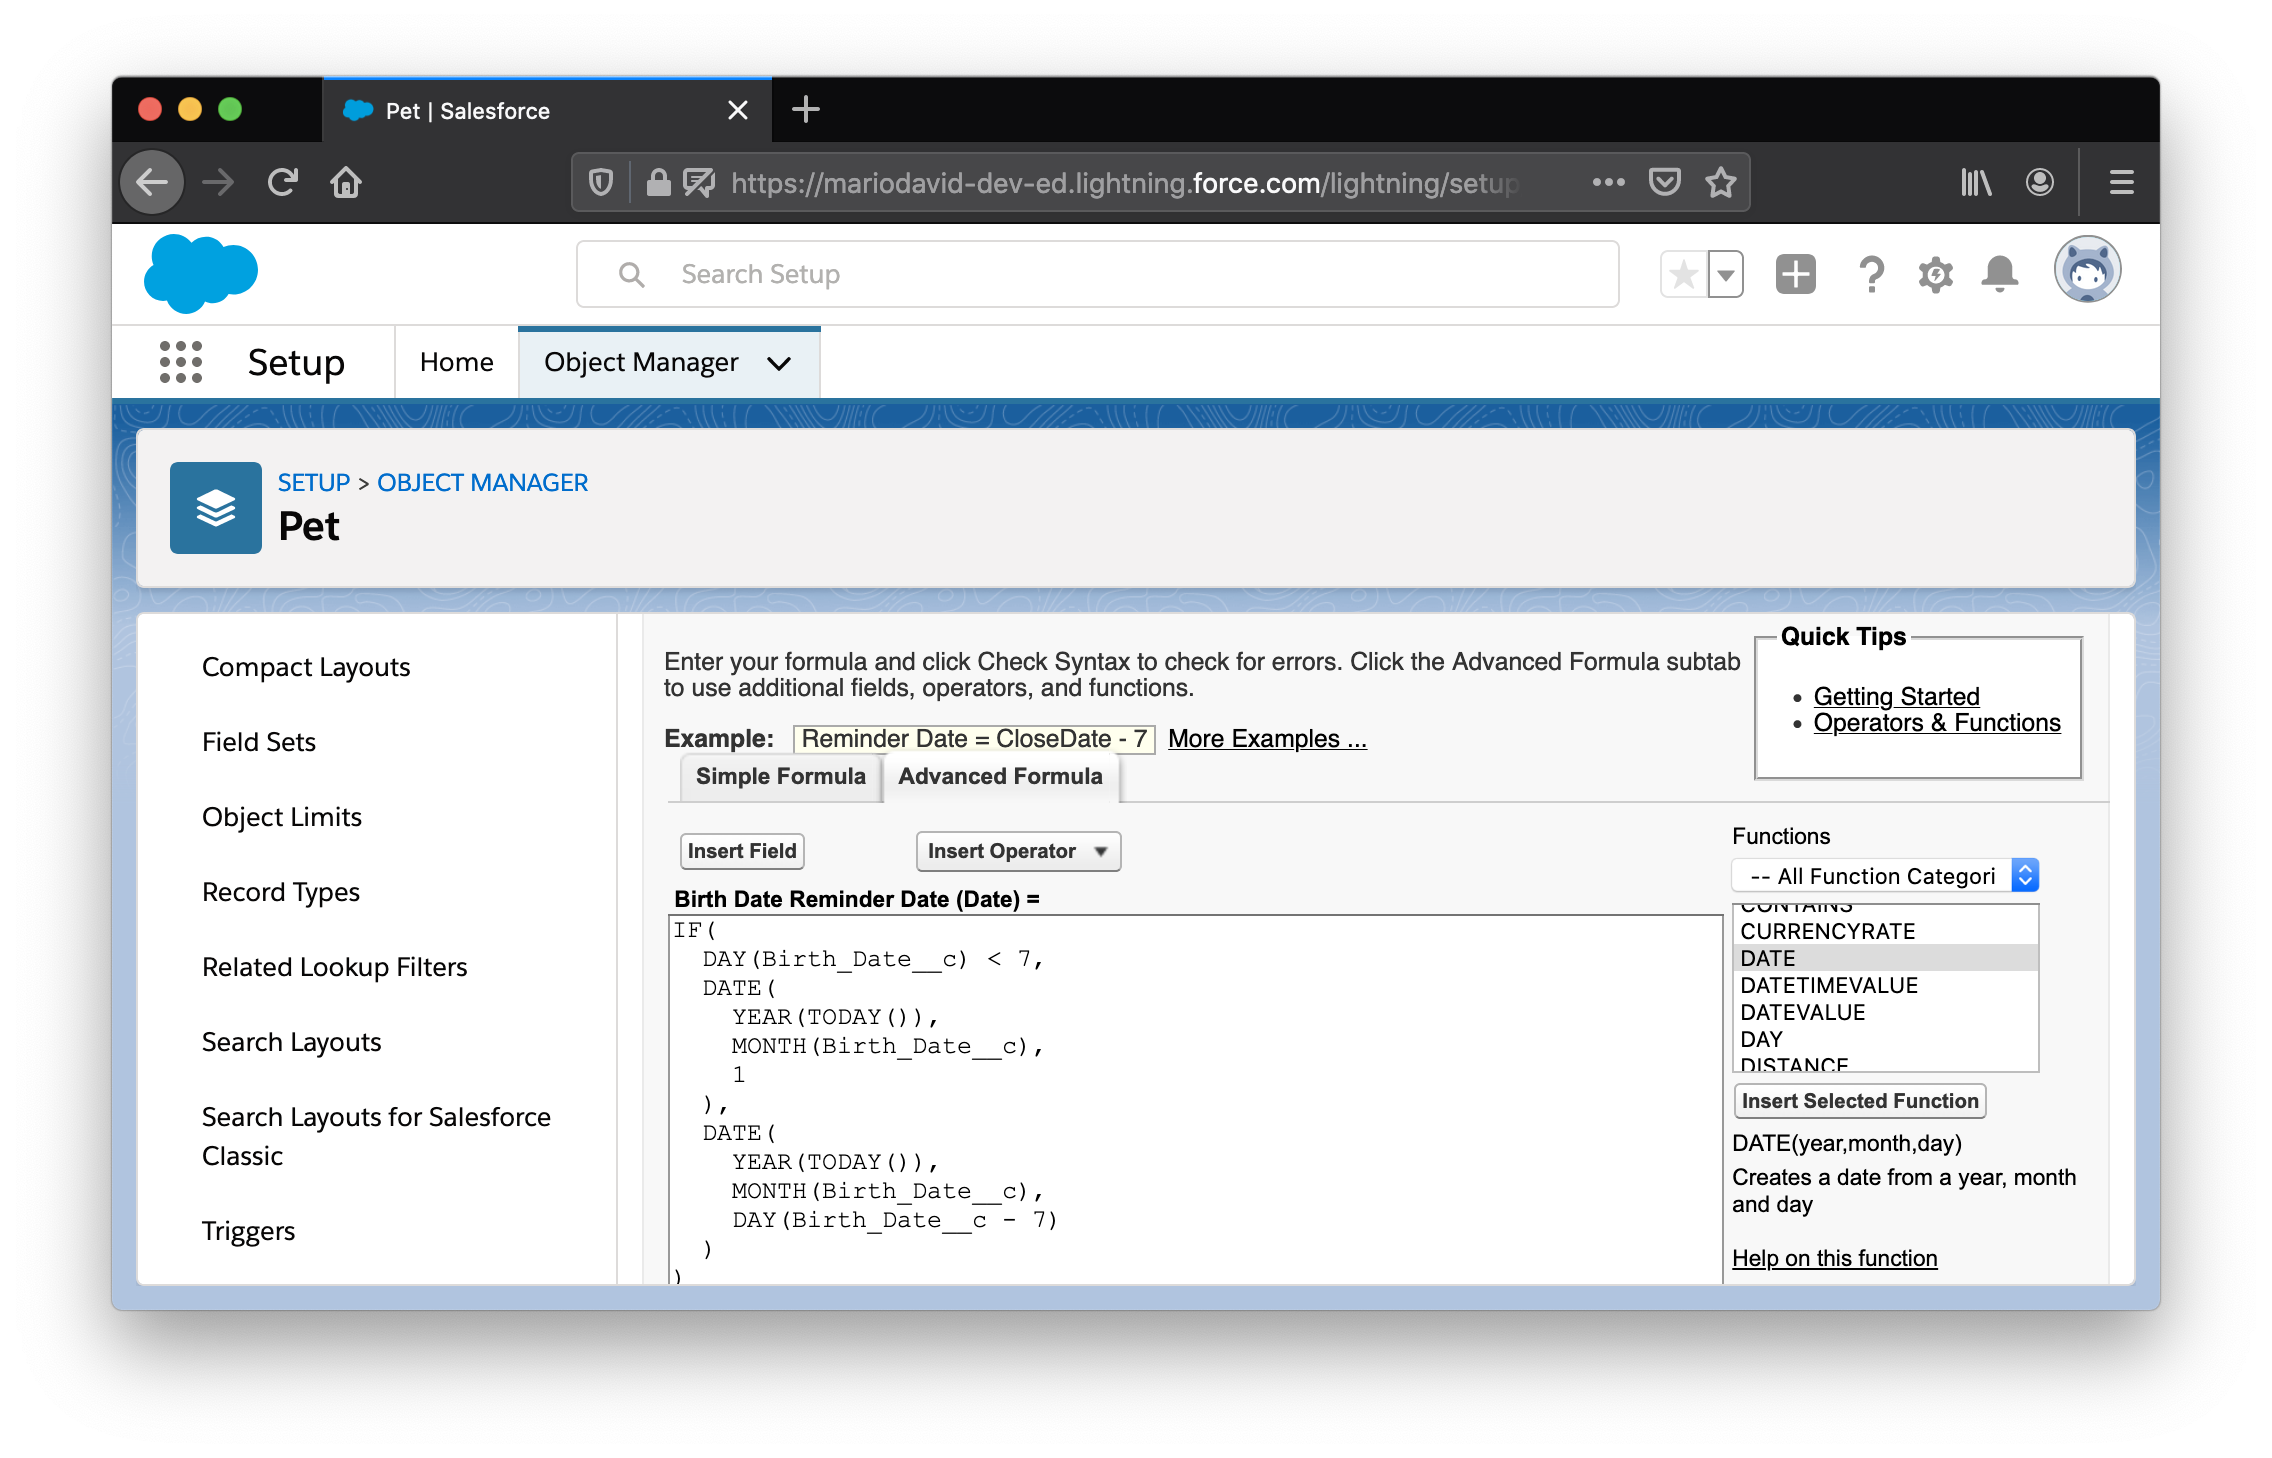 Pet | Salesforce
https://mariodavid-dev-ed.lightning.force.com/lightning/setup
Search Setup
Setup
Home
Object Manager
SETUP > OBJECT MANAGER
Pet
Compact Layouts
Field Sets
Object Limits
Record Types
Related Lookup Filters
Search Layouts
Search Layouts for Salesforce
Classic
Triggers
Enter your formula and click Check Syntax to check for errors. Click the Advanced Formula subtab
to use additional fields, operators, and functions.
Example: Reminder Date = CloseDate - 7 More Examples ...
Quick Tips
• Getting Started
• Operators & Functions
Simple Formula
Advanced Formula
Insert Field
Insert Operator
Birth Date Reminder Date (Date) =
IF(
  DAY(Birth_Date__c) < 7,
  DATE(
    YEAR(TODAY()),
    MONTH(Birth_Date__c),
    1
  ),
  DATE(
    YEAR(TODAY()),
    MONTH(Birth_Date__c),
    DAY(Birth_Date__c - 7)
  )
)
Functions
-- All Function Categori
CONTAINS
CURRENCYRATE
DATE
DATETIMEVALUE
DATEVALUE
DAY
DISTANCE
Insert Selected Function
DATE(year,month,day)
Creates a date from a year, month
and day
Help on this function